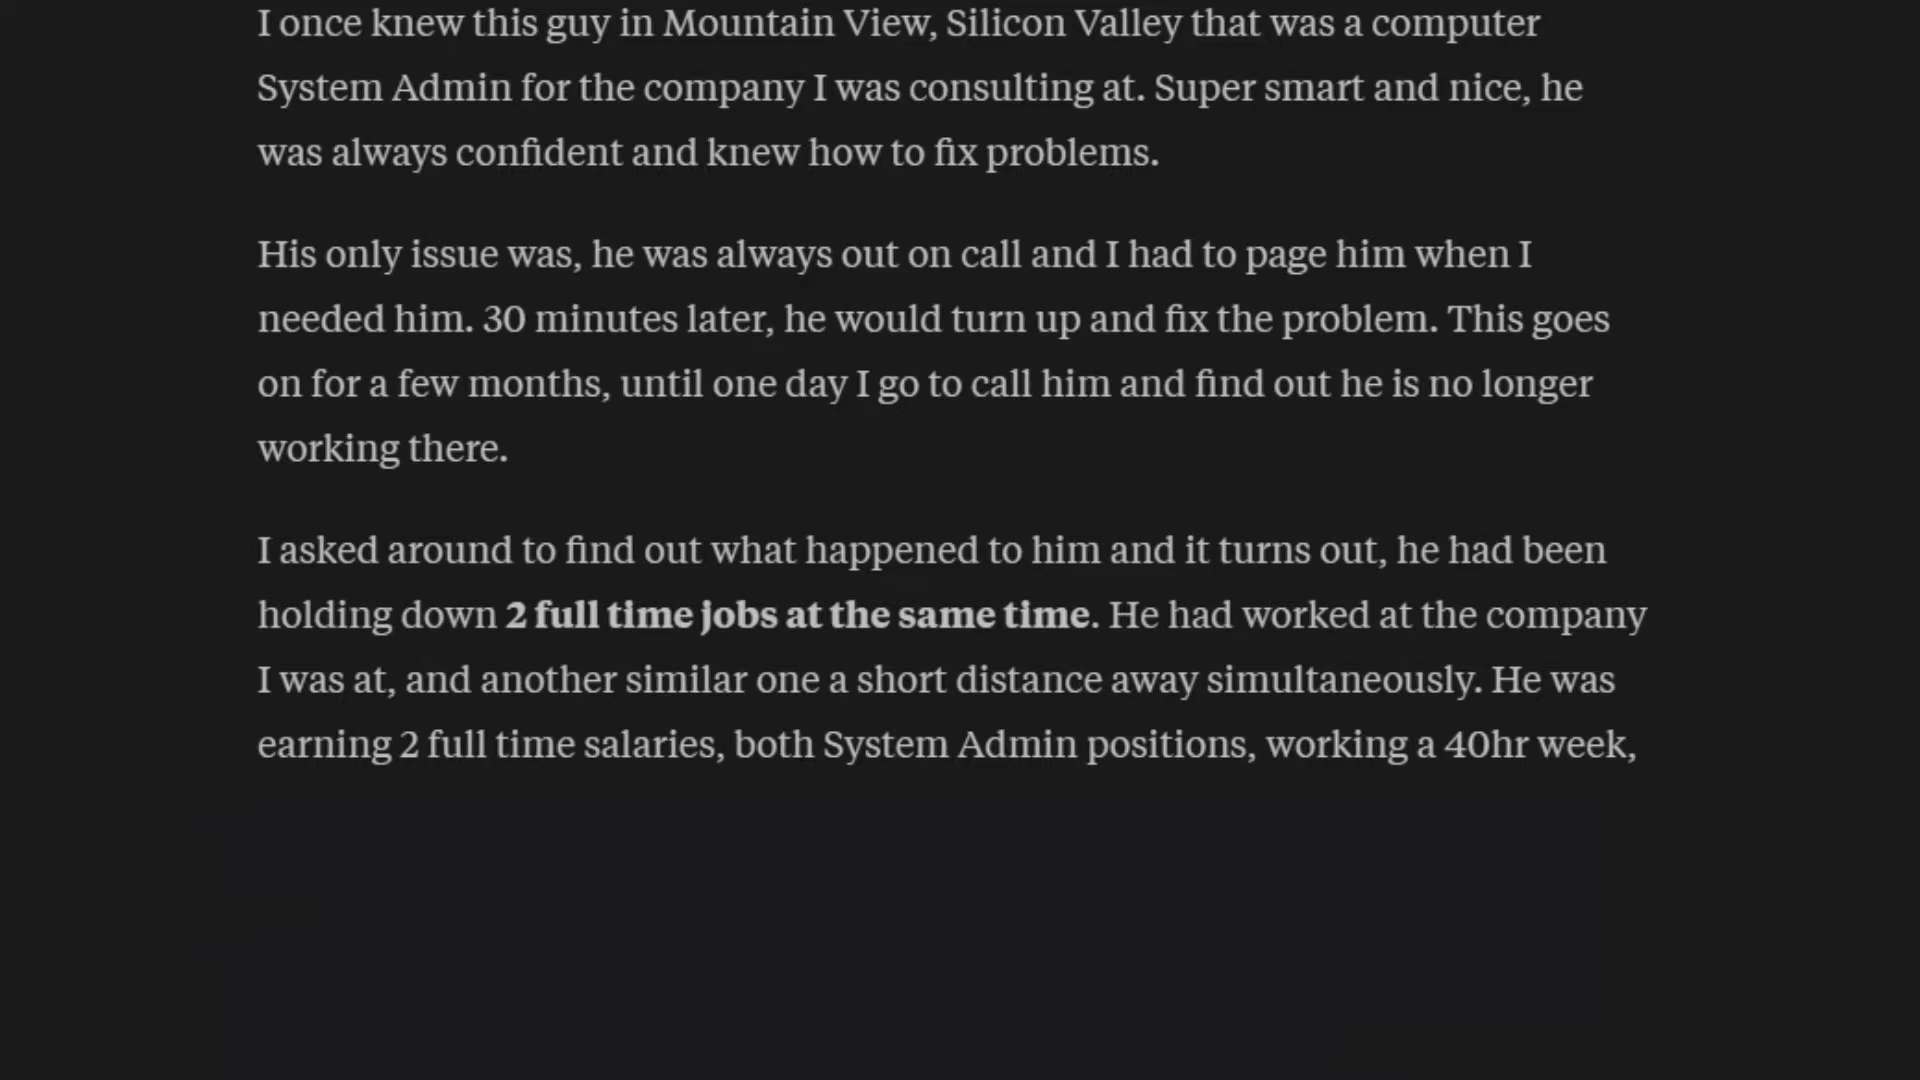 I once knew this guy in Mountain View, Silicon Valley that was a computer
System Admin for the company I was consulting at. Super smart and nice, he
was always confident and knew how to fix problems.
His only issue was, he was always out on call and I had to page him when I
needed him. 30 minutes later, he would turn up and fix the problem. This goes
on for a few months, until one day I go to call him and find out he is no longer
working there.
I asked around to find out what happened to him and it turns out, he had been
holding down 2 full time jobs at the same time. He had worked at the company
I was at, and another similar one a short distance away simultaneously. He was
earning 2 full time salaries, both System Admin positions, working a 40hr week,